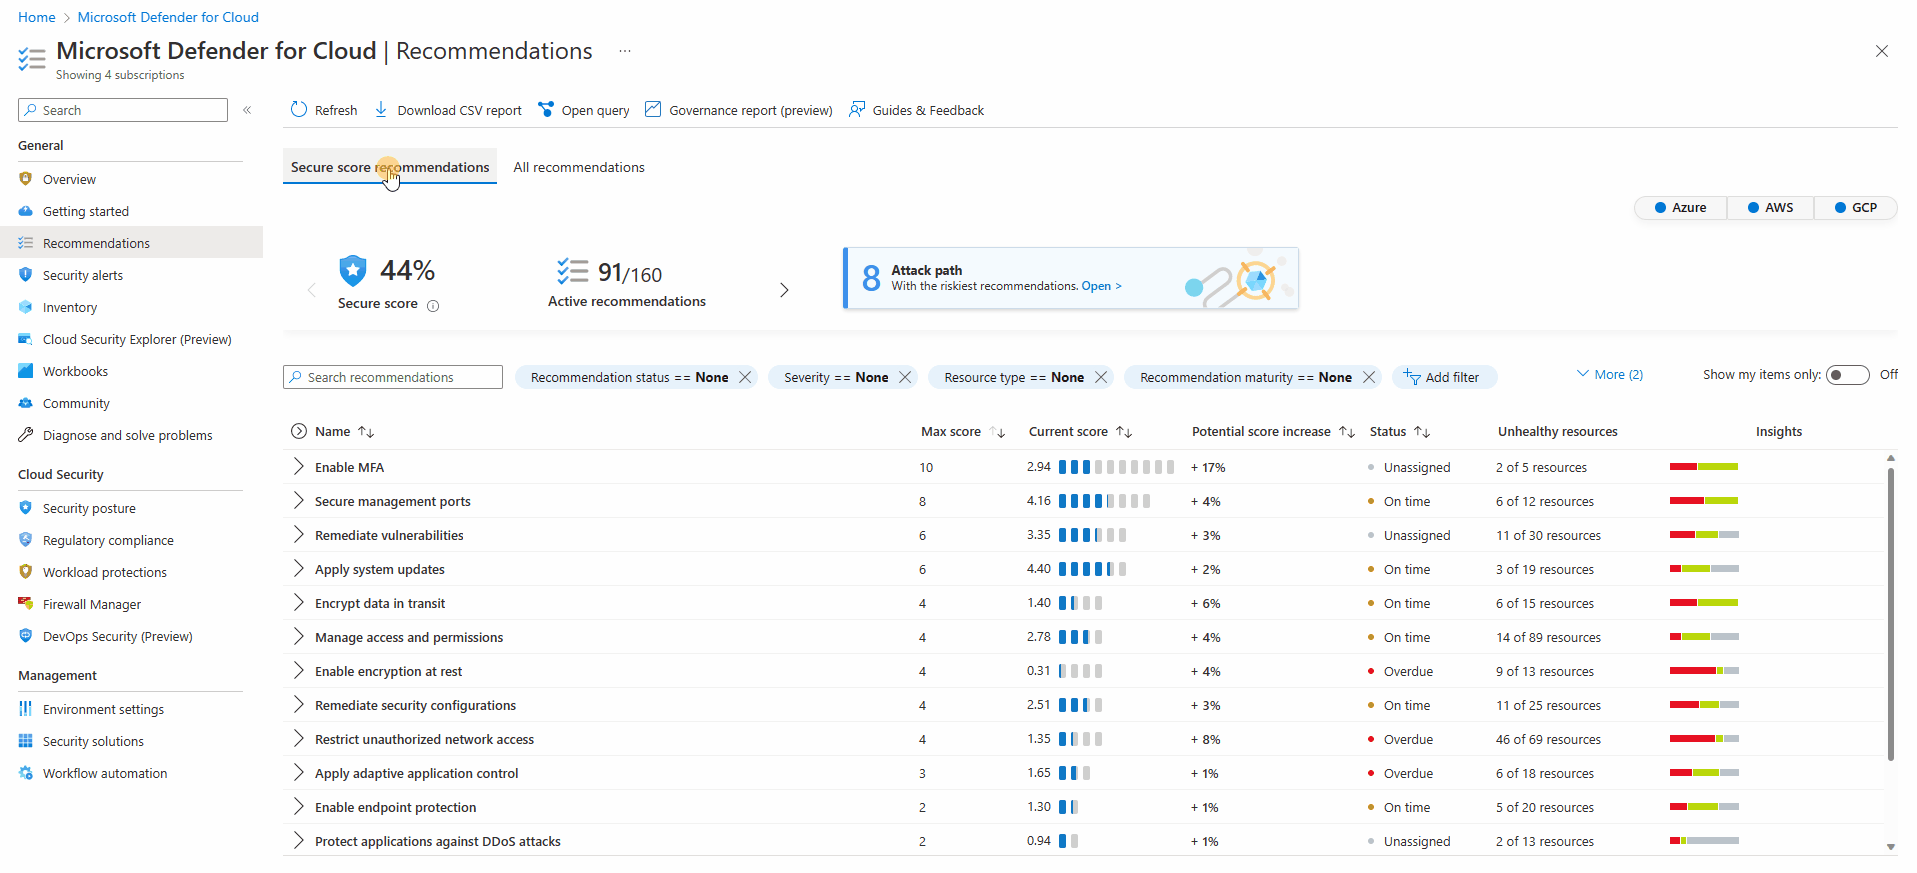 Home > Microsoft Defender for Cloud
Microsoft Defender for Cloud | Recommendations ...
Showing 4 subscriptions
Search «
General
Overview
Getting started
Recommendations
Security alerts
Inventory
Cloud Security Explorer (Preview)
Workbooks
Community
Diagnose and solve problems
Cloud Security
Security posture
Regulatory compliance
Workload protections
Firewall Manager
DevOps Security (Preview)
Management
Environment settings
Security solutions
Workflow automation
Refresh Download CSV report Open query Governance report (preview) Guides & Feedback
Secure score recommendations All recommendations
Azure AWS GCP
44%
Secure score
91/160
Active recommendations
8 Attack path
With the riskiest recommendations. Open >
Search recommendations Recommendation status == None Severity == None Resource type == None Recommendation maturity == None Add filter More (2) Show my items only: Off
Name Max score Current score Potential score increase Status Unhealthy resources Insights
Enable MFA 10 2.94 + 17% Unassigned 2 of 5 resources
Secure management ports 8 4.16 + 4% On time 6 of 12 resources
Remediate vulnerabilities 6 3.35 + 3% Unassigned 11 of 30 resources
Apply system updates 6 4.40 + 2% On time 3 of 19 resources
Encrypt data in transit 4 1.40 + 6% On time 6 of 15 resources
Manage access and permissions 4 2.78 + 4% On time 14 of 89 resources
Enable encryption at rest 4 0.31 + 4% Overdue 9 of 13 resources
Remediate security configurations 4 2.51 + 3% On time 11 of 25 resources
Restrict unauthorized network access 4 1.35 + 8% Overdue 46 of 69 resources
Apply adaptive application control 3 1.65 + 1% Overdue 6 of 18 resources
Enable endpoint protection 2 1.30 + 1% On time 5 of 20 resources
Protect applications against DDoS attacks 2 0.94 + 1% Unassigned 2 of 13 resources